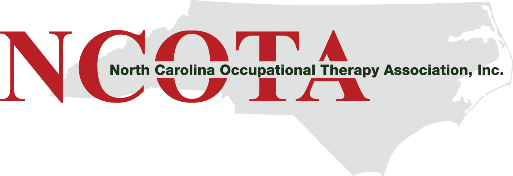 NCOTA
North Carolina Occupational Therapy Association, Inc.